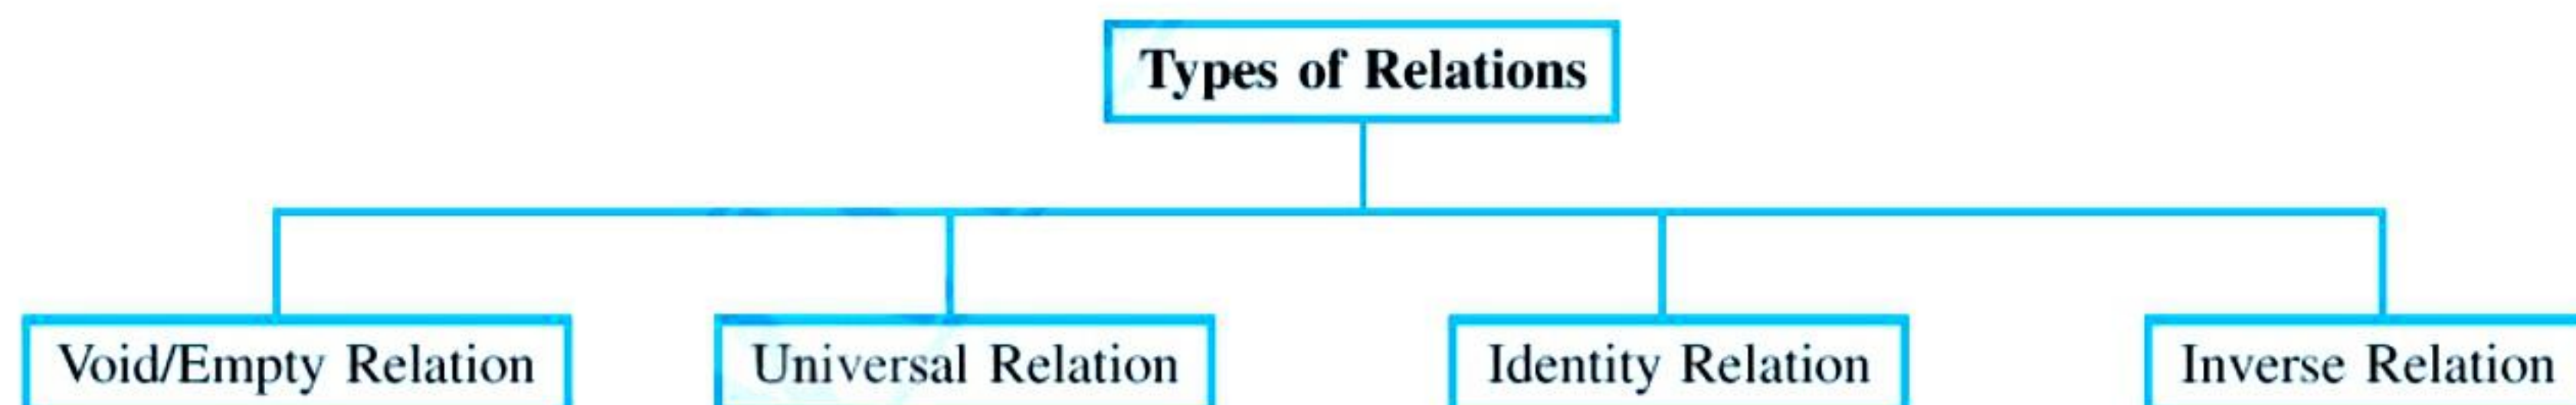 Types of Relations
Void/Empty Relation
Universal Relation
Identity Relation
Inverse Relation